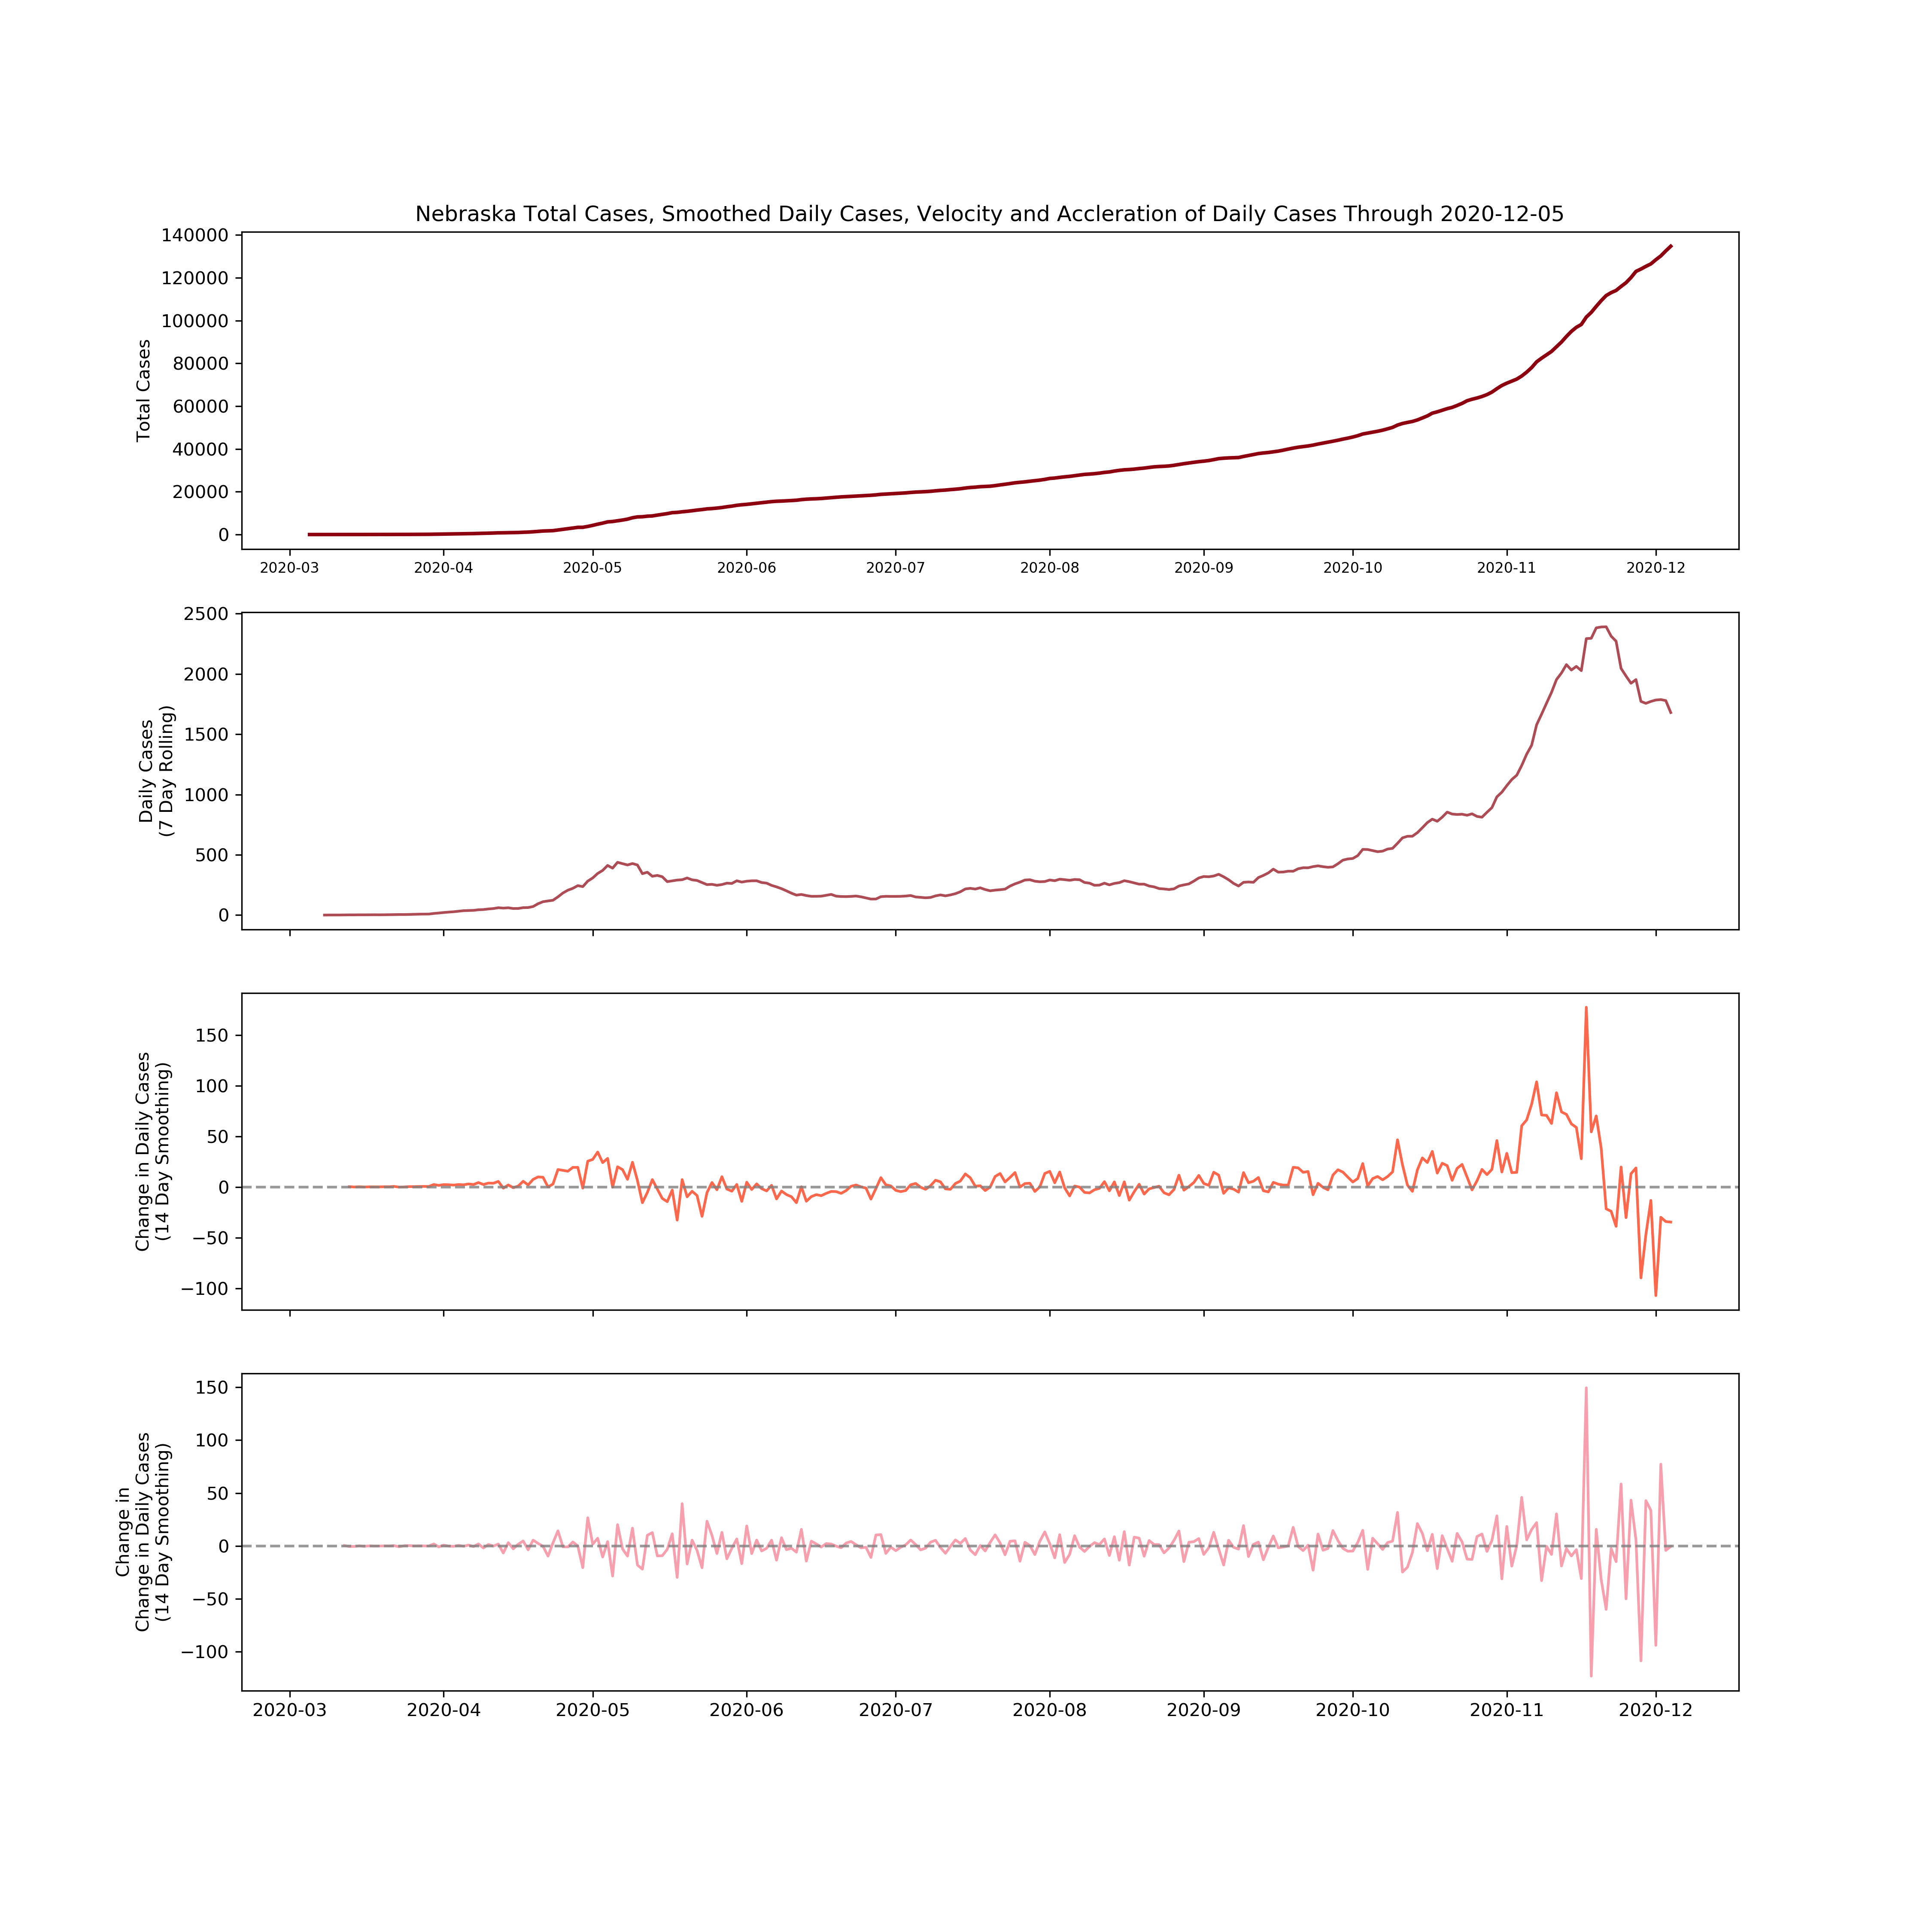 Nebraska Total Cases, Smoothed Daily Cases, Velocity and Accleration of Daily Cases Through 2020-12-05
Total Cases
140000
120000
100000
80000
60000
40000
20000
0
2020-03 2020-04 2020-05 2020-06 2020-07 2020-08 2020-09 2020-10 2020-11 2020-12
Daily Cases
(7 Day Rolling)
2500
2000
1500
1000
500
0
Change in Daily Cases
(14 Day Smoothing)
150
100
50
0
−50
−100
Change in
Change in Daily Cases
(14 Day Smoothing)
150
100
50
0
−50
−100
2020-03 2020-04 2020-05 2020-06 2020-07 2020-08 2020-09 2020-10 2020-11 2020-12